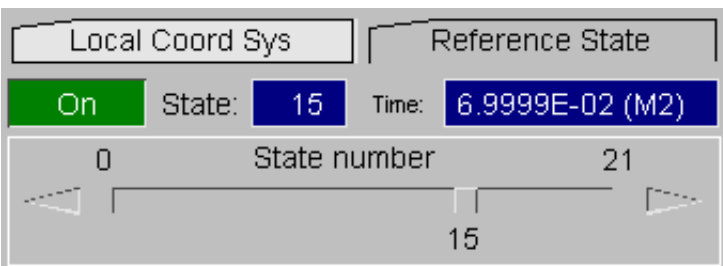 Local Coord Sys Reference State
On State: 15 Time: 6.9999E-02 (M2)
0 State number 21
15